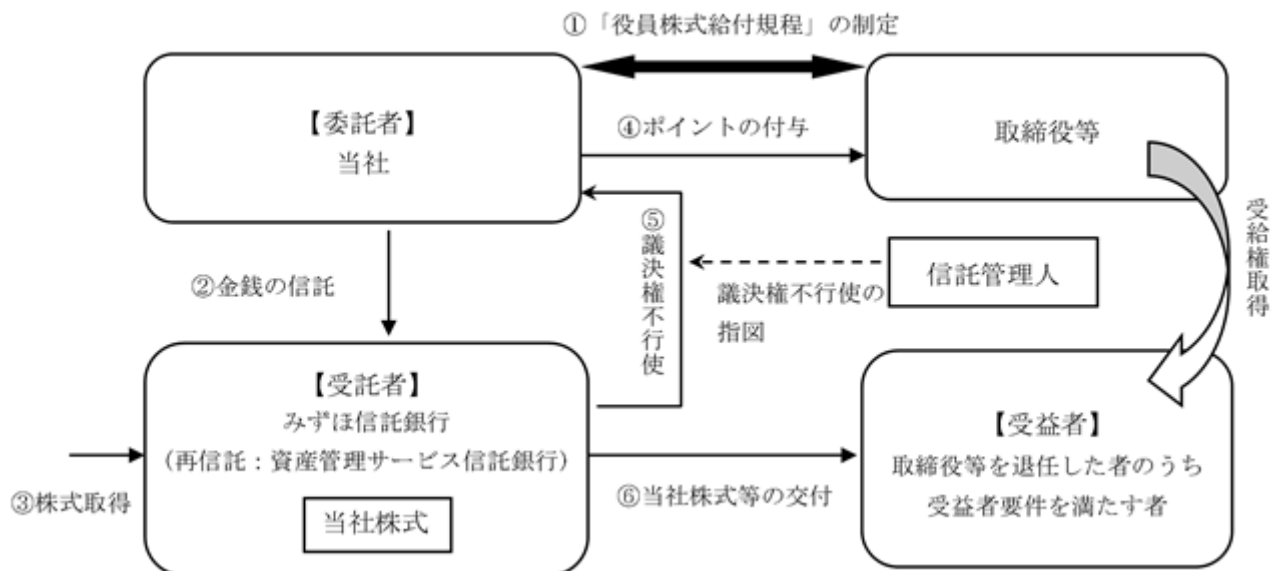 ①「役員株式給付規程」の制定
【委託者】
当社
④ポイントの付与
取締役等
②金銭の信託
⑤議決権不行使
議決権不行使の
指図
信託管理人
受給権取得
【受託者】
みずほ信託銀行
(再信託：資産管理サービス信託銀行)
当社株式
③株式取得
⑥当社株式等の交付
【受益者】
取締役等を退任した者のうち
受益者要件を満たす者